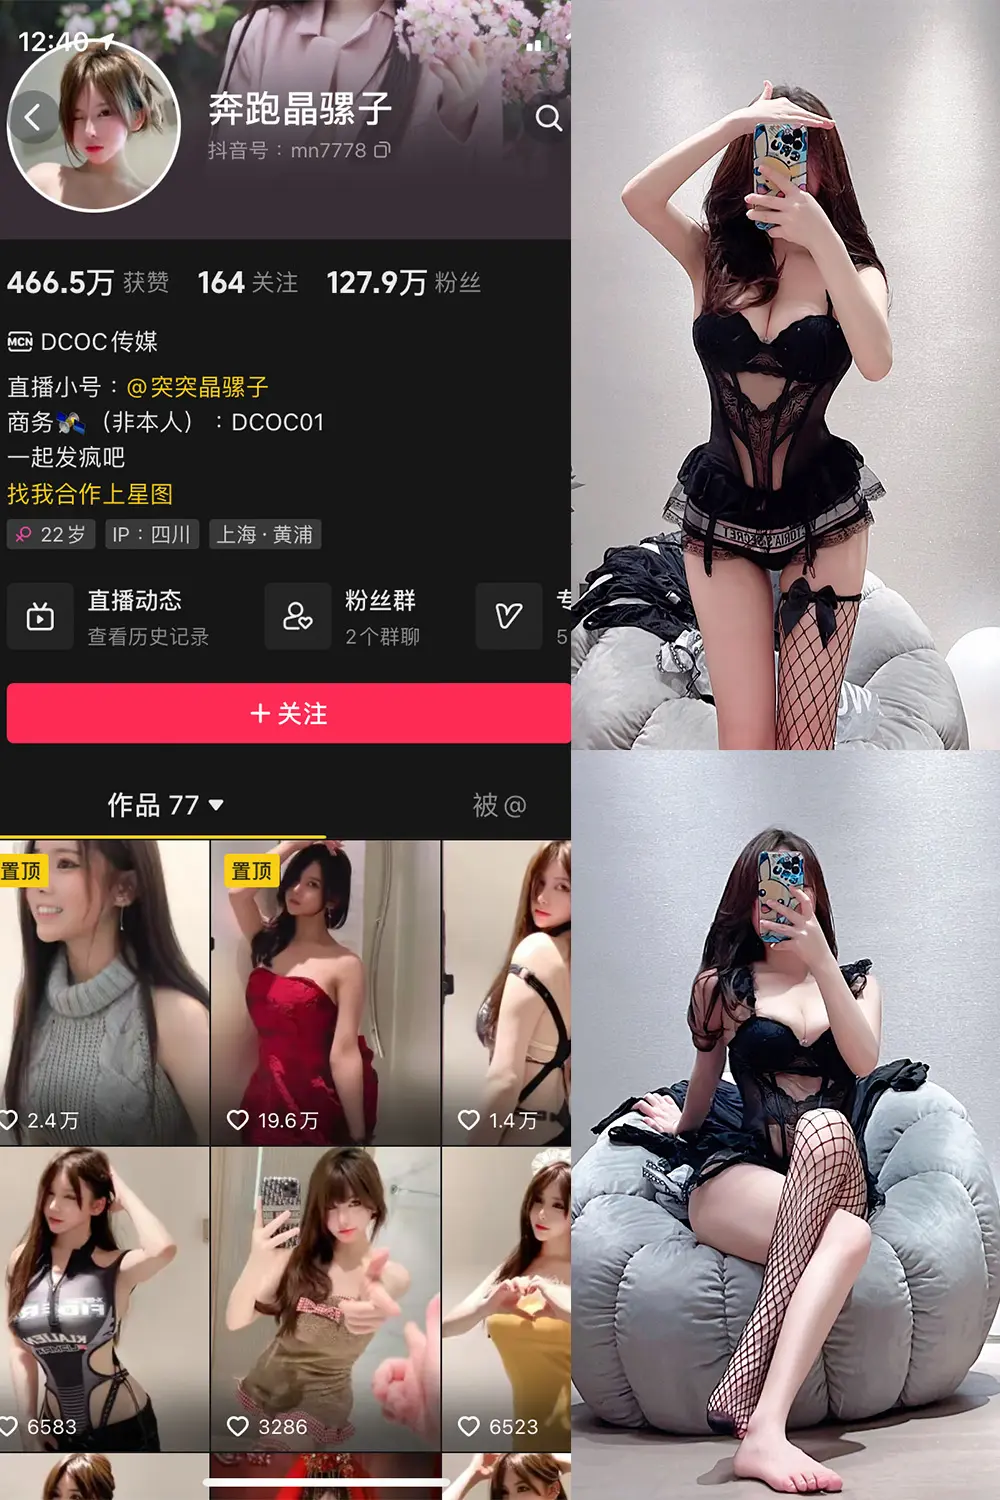 12:40
奔跑晶骡子
抖音号：mn7778
466.5万 获赞 164 关注 127.9万 粉丝
MCN DCOC传媒
直播小号：@突突晶骡子
商务（非本人）：DCOC01
一起发疯吧
找我合作上星图
22岁 IP：四川 上海·黄浦
直播动态
查看历史记录
粉丝群
2个群聊
专
5
+ 关注
作品 77 被@
置顶
置顶
2.4万
19.6万
1.4万
6583
3286
6523